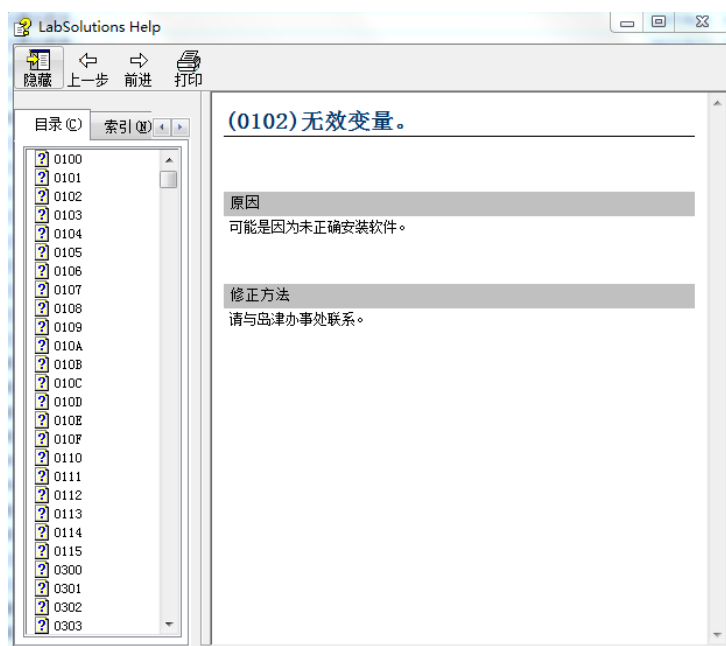 LabSolutions Help
隐藏 上一步 前进 打印
目录(C) 索引(N)
0100
0101
0102
0103
0104
0105
0106
0107
0108
0109
010A
010B
010C
010D
010E
010F
0110
0111
0112
0113
0114
0115
0300
0301
0302
0303
(0102)无效变量。
原因
可能是因为未正确安装软件。
修正方法
请与岛津办事处联系。